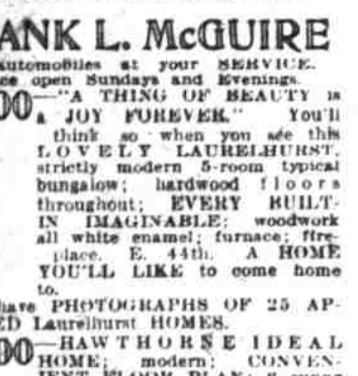 ANK L. McGUIRE
Automobiles at your SERVICE.
ce open Sundays and Evenings.
00—"A THING OF BEAUTY is
a JOY FOREVER." You'll
think so when you see this
LOVELY LAURELHURST,
strictly modern 5-room typical
bungalow; hardwood floors
throughout; EVERY BUILT-
IN IMAGINABLE; woodwork
all white enamel; furnace; fire-
place. E. 44th. A HOME
YOU'LL LIKE to come home
to.
have PHOTOGRAPHS OF 25 AP-
ED Laurelhurst HOMES.
00—HAWTHORNE IDEAL
HOME; modern; CONVEN-
IENT FLOOR PLAN;